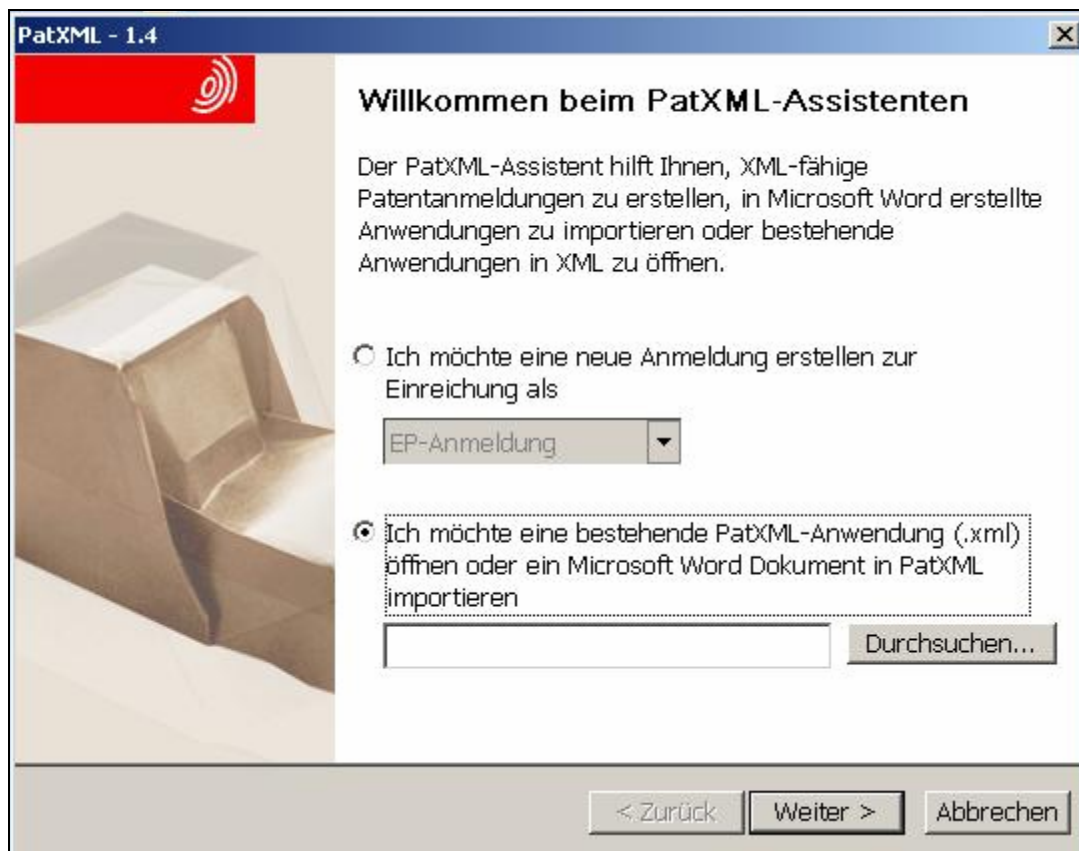 PatXML - 1.4
Willkommen beim PatXML-Assistenten
Der PatXML-Assistent hilft Ihnen, XML-fähige
Patentanmeldungen zu erstellen, in Microsoft Word erstellte
Anwendungen zu importieren oder bestehende
Anwendungen in XML zu öffnen.
Ich möchte eine neue Anmeldung erstellen zur
Einreichung als
EP-Anmeldung
Ich möchte eine bestehende PatXML-Anwendung (.xml)
öffnen oder ein Microsoft Word Dokument in PatXML
importieren
Durchsuchen...
< Zurück Weiter > Abbrechen